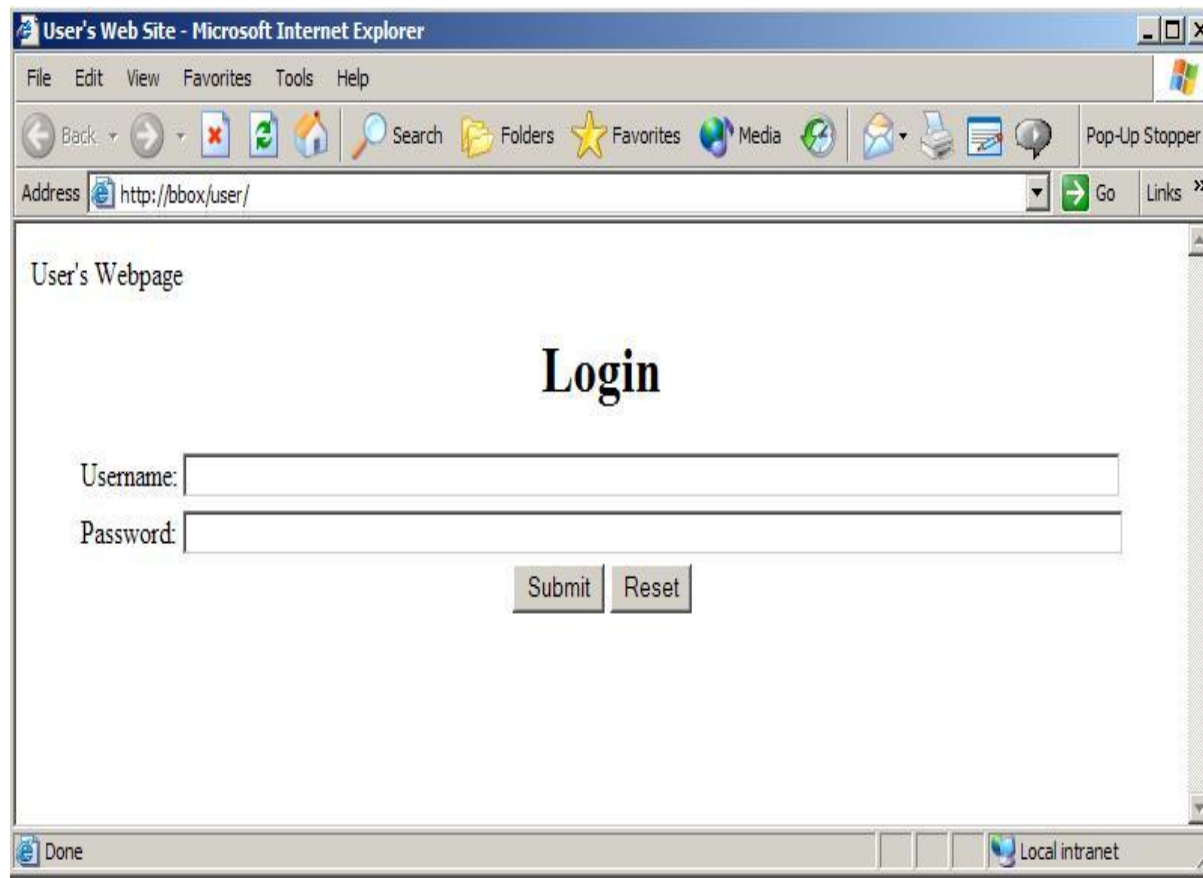 User's Web Site - Microsoft Internet Explorer
File Edit View Favorites Tools Help
Back Search Folders Favorites Media Pop-Up Stopper
Address http://bbox/user/ Go Links »
User's Webpage
Login
Username:
Password:
Submit Reset
Done Local intranet